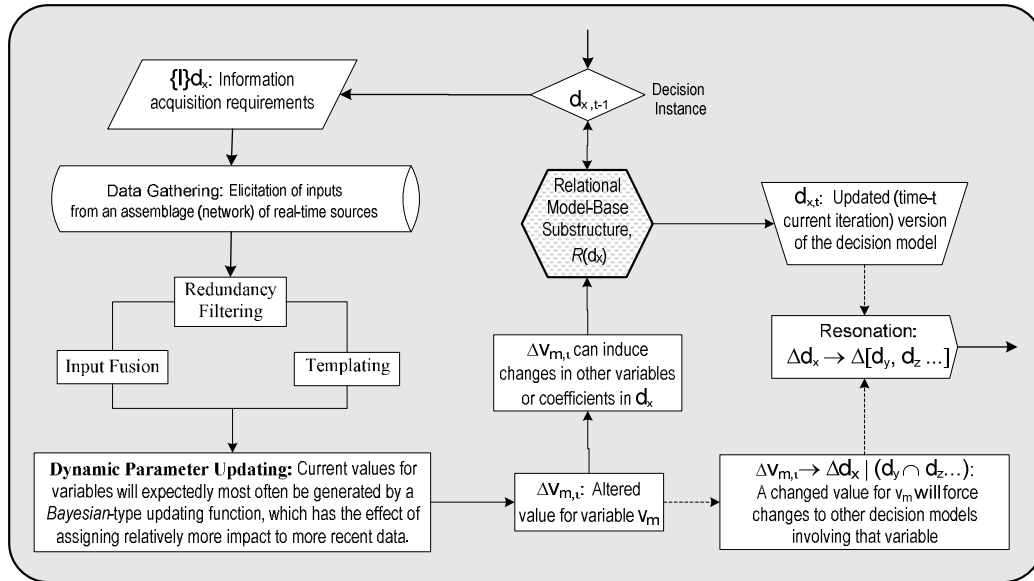 {I}dx: Information
acquisition requirements
dx,t-1
Decision
Instance
Data Gathering: Elicitation of inputs
from an assemblage (network) of real-time sources
Relational
Model-Base
Substructure,
R(dx)
dx,t: Updated (time-t
current iteration) version
of the decision model
Redundancy
Filtering
Input Fusion
Templating
Δvm,t can induce
changes in other variables
or coefficients in dx
Resonation:
Δdx → Δ[dy, dz ...]
Dynamic Parameter Updating: Current values for
variables will expectedly most often be generated by a
Bayesian-type updating function, which has the effect of
assigning relatively more impact to more recent data.
Δvm,t: Altered
value for variable vm
Δvm,t → Δdx | (dy ∩ dz...):
A changed value for vm will force
changes to other decision models
involving that variable